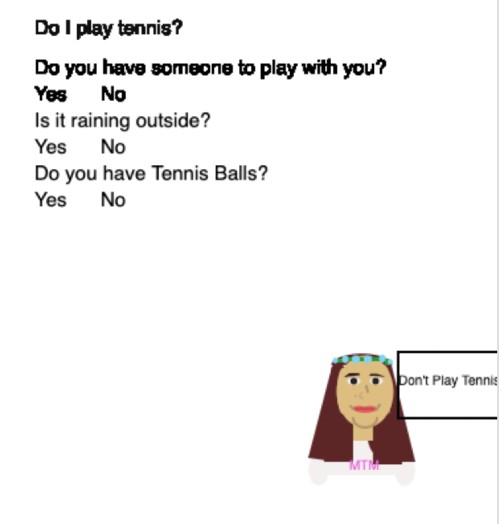 Do I play tennis?
Do you have someone to play with you?
Yes No
Is it raining outside?
Yes No
Do you have Tennis Balls?
Yes No
Don't Play Tennis
MTM